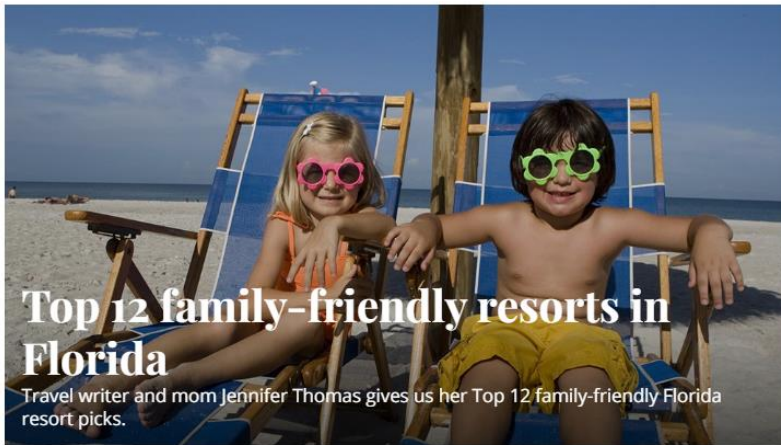 Top 12 family-friendly resorts in
Florida
Travel writer and mom Jennifer Thomas gives us her Top 12 family-friendly Florida
resort picks.